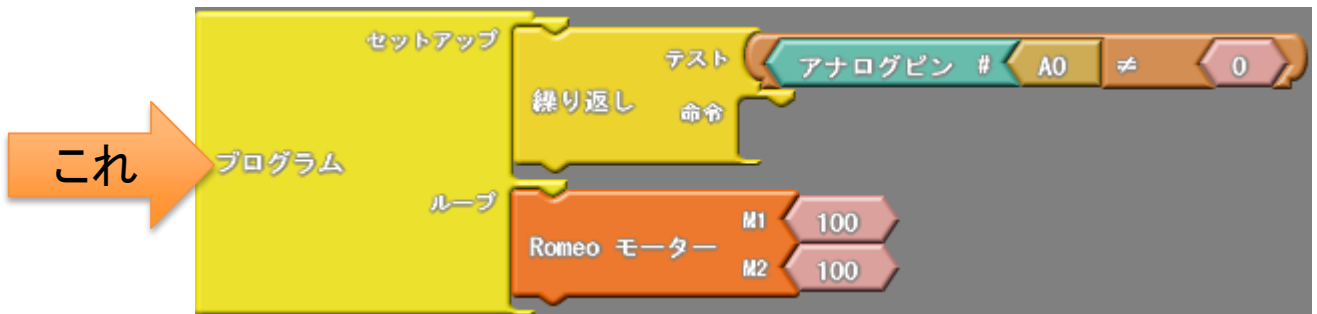 これ
プログラム
セットアップ
繰り返し
テスト
アナログピン # A0 ≠ 0
命令
ループ
Romeo モーター
M1 100
M2 100